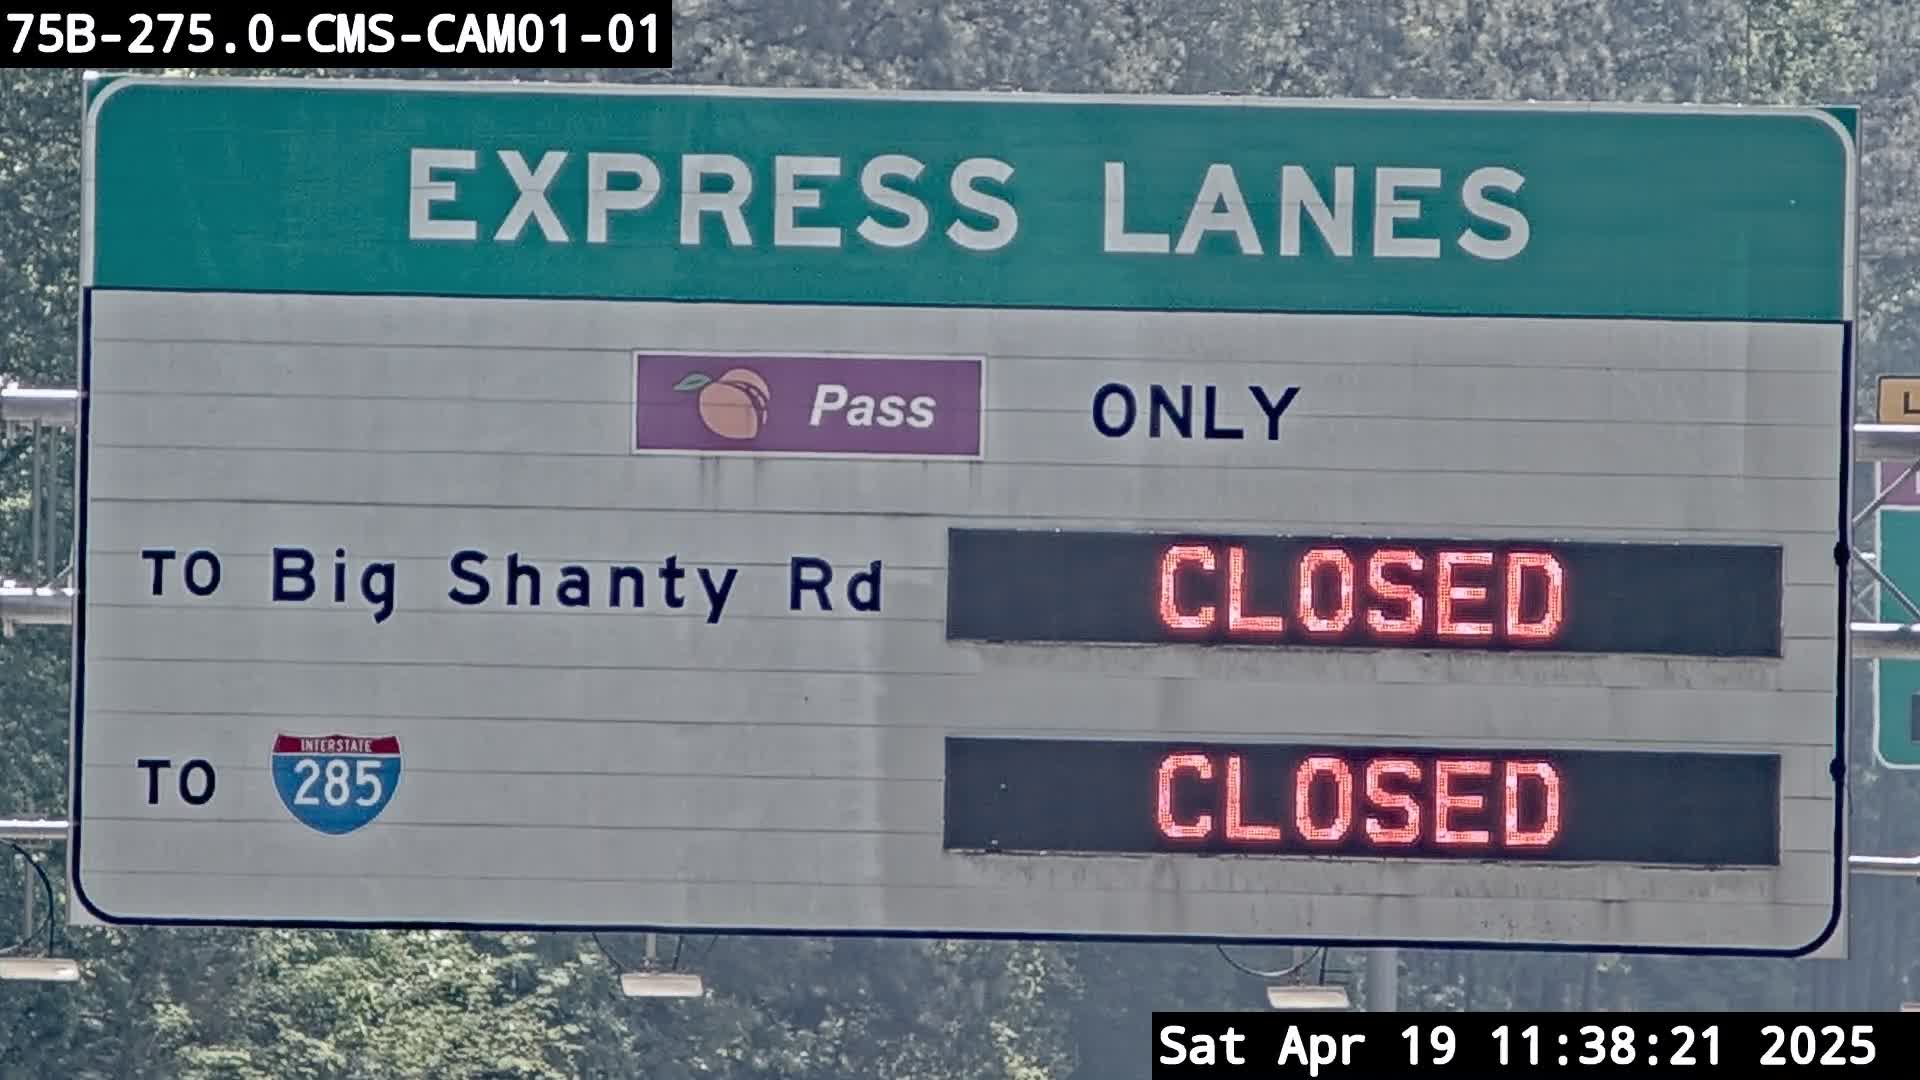 75B-275.0-CMS-CAM01-01
EXPRESS LANES
Pass ONLY
TO Big Shanty Rd CLOSED
TO INTERSTATE 285 CLOSED
Sat Apr 19 11:38:21 2025